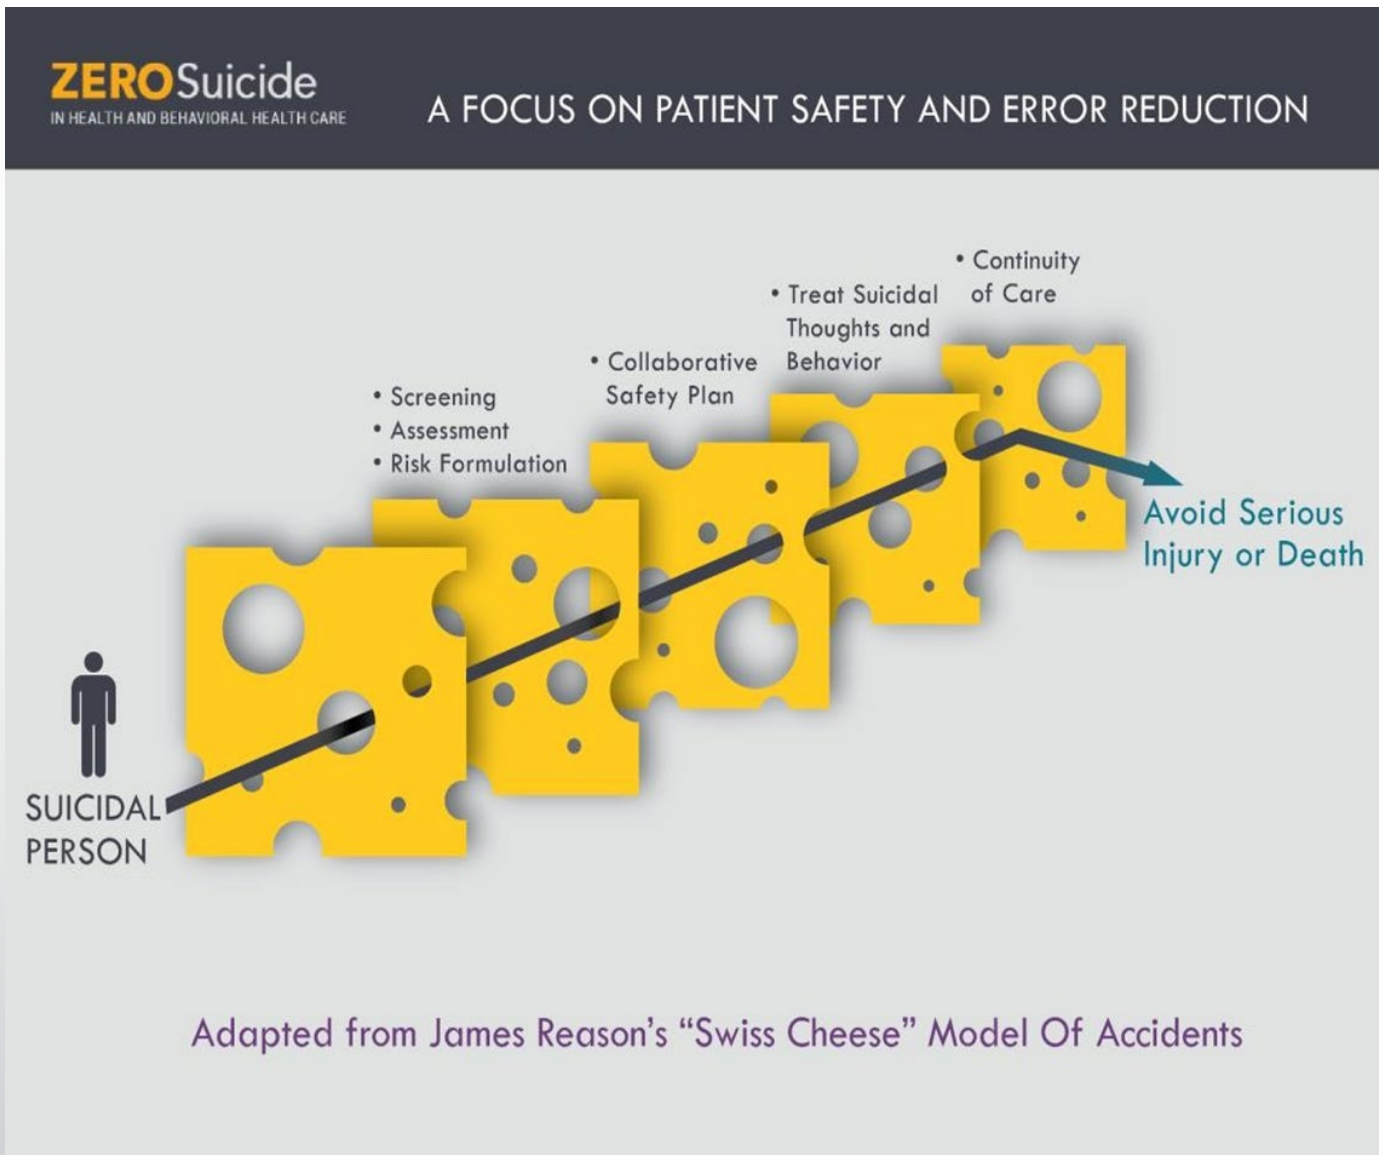 ZEROSuicide
IN HEALTH AND BEHAVIORAL HEALTH CARE
A FOCUS ON PATIENT SAFETY AND ERROR REDUCTION
• Continuity
of Care
• Treat Suicidal
Thoughts and
Behavior
• Collaborative
Safety Plan
• Screening
• Assessment
• Risk Formulation
SUICIDAL
PERSON
Avoid Serious
Injury or Death
Adapted from James Reason’s “Swiss Cheese” Model Of Accidents